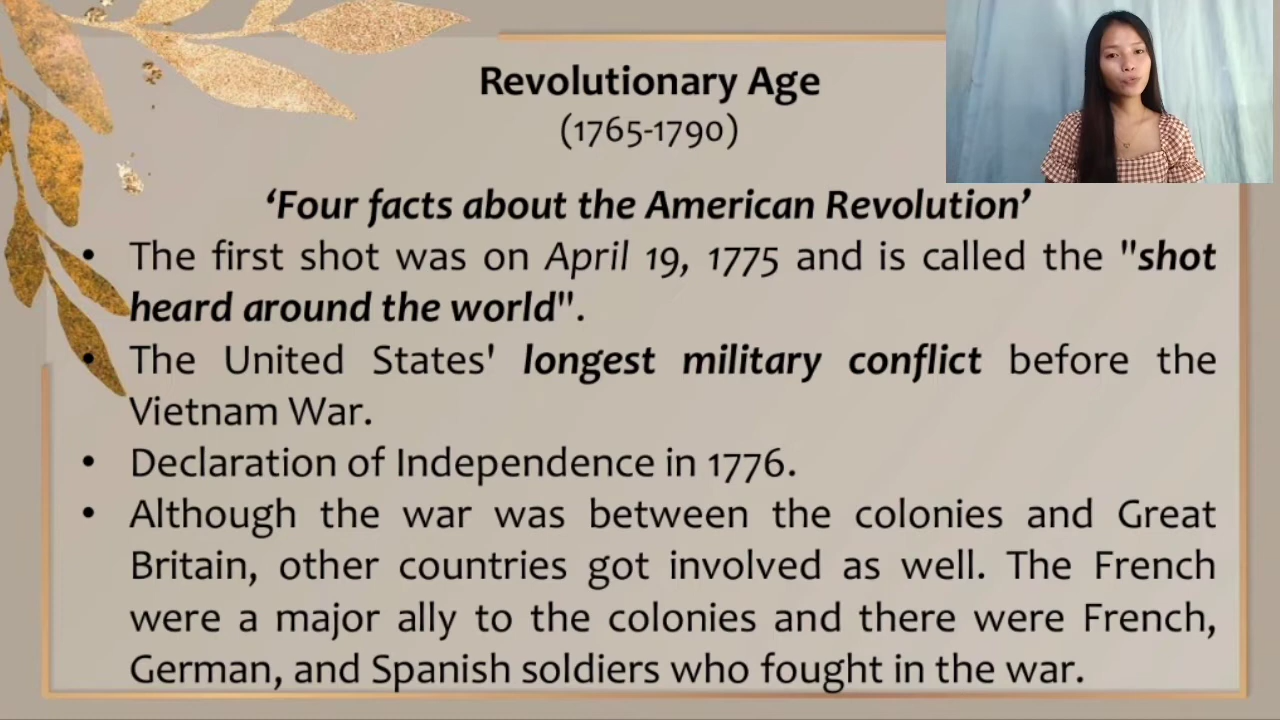 Revolutionary Age
(1765-1790)
‘Four facts about the American Revolution’
• The first shot was on April 19, 1775 and is called the "shot
heard around the world".
• The United States' longest military conflict before the
Vietnam War.
• Declaration of Independence in 1776.
• Although the war was between the colonies and Great
Britain, other countries got involved as well. The French
were a major ally to the colonies and there were French,
German, and Spanish soldiers who fought in the war.